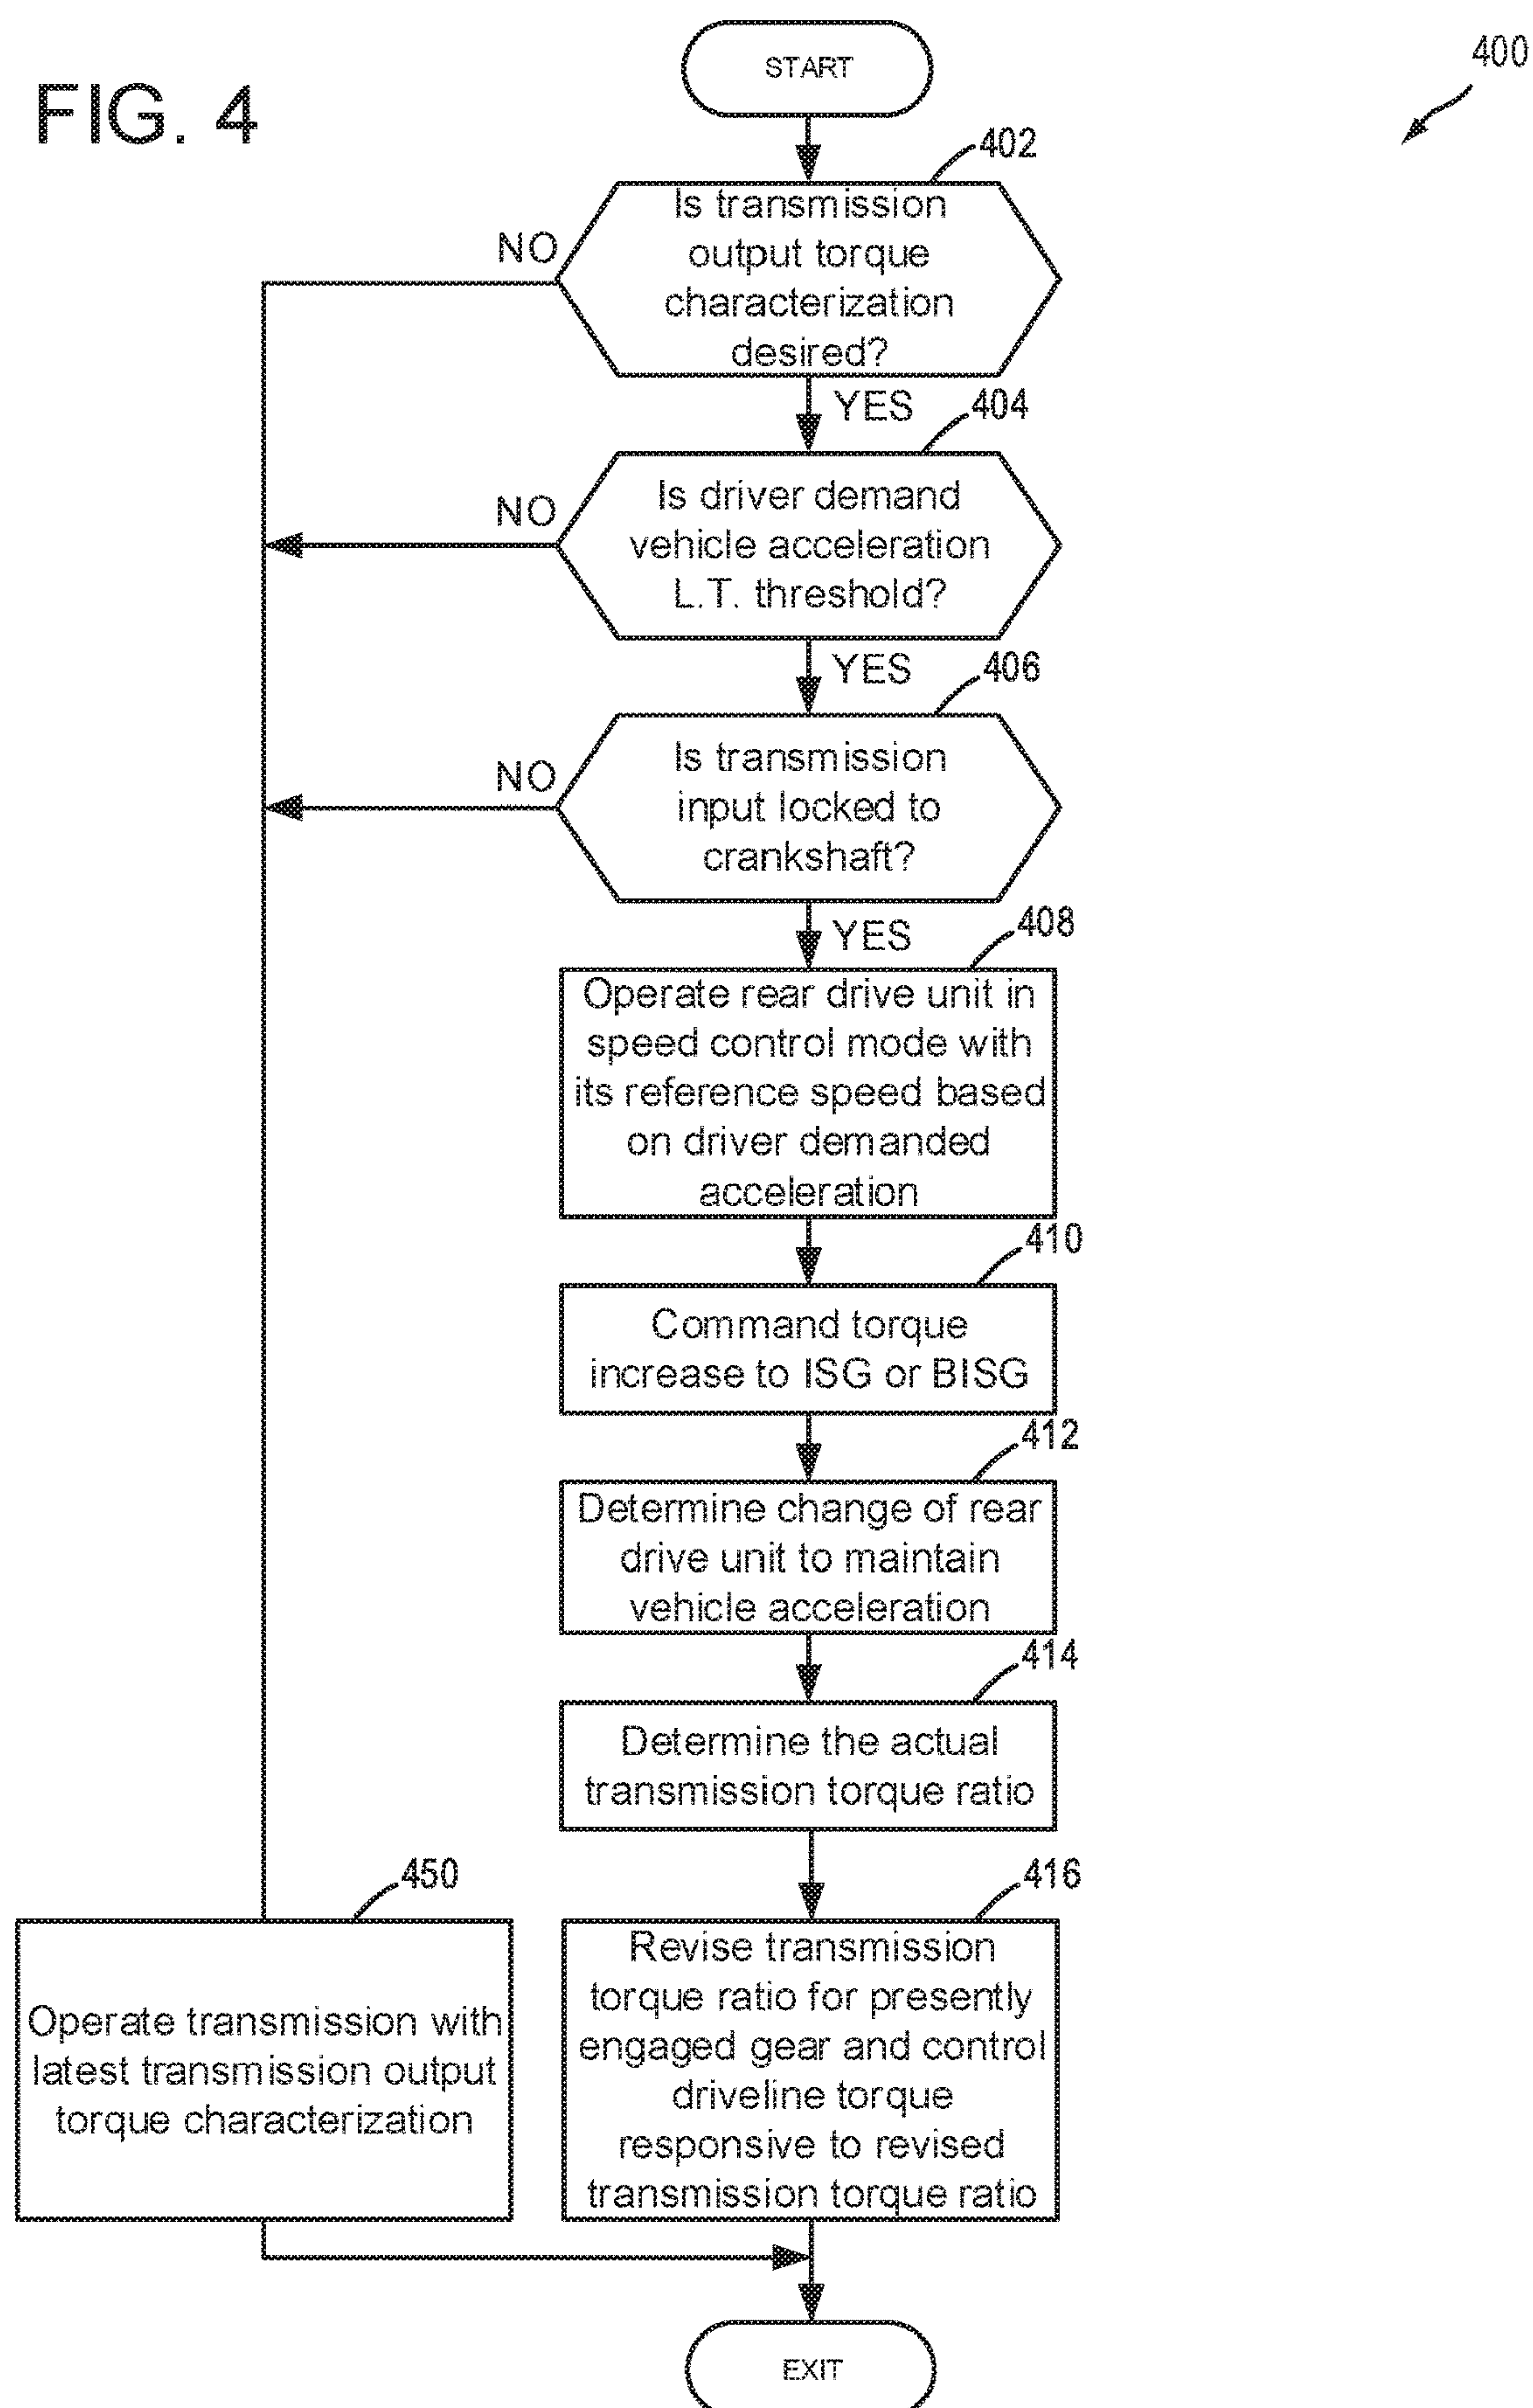 FIG. 4
400
START
402
Is transmission
output torque
characterization
desired?
NO
YES
404
Is driver demand
vehicle acceleration
L.T. threshold?
NO
YES
406
Is transmission
input locked to
crankshaft?
NO
YES
408
Operate rear drive unit in
speed control mode with
its reference speed based
on driver demanded
acceleration
410
Command torque
increase to ISG or BISG
412
Determine change of rear
drive unit to maintain
vehicle acceleration
414
Determine the actual
transmission torque ratio
450
Operate transmission with
latest transmission output
torque characterization
416
Revise transmission
torque ratio for presently
engaged gear and control
driveline torque
responsive to revised
transmission torque ratio
EXIT